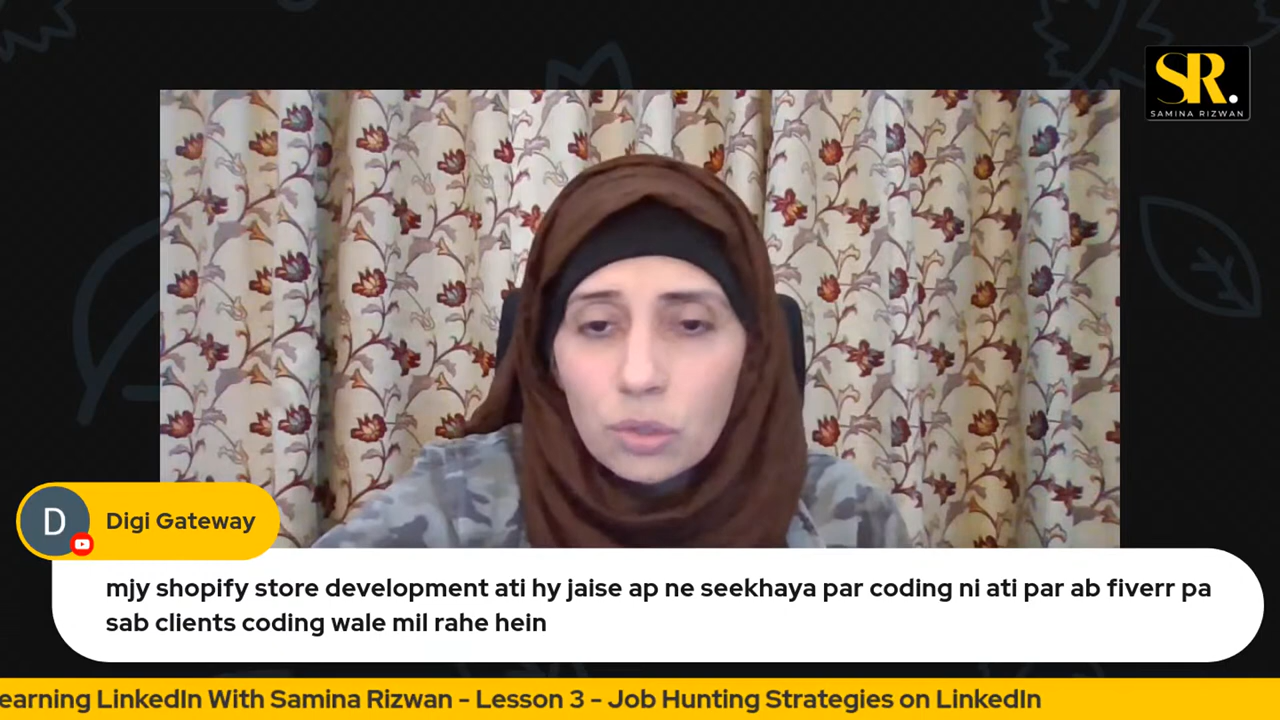 SR.
SAMINA RIZWAN
D
Digi Gateway
mjy shopify store development ati hy jaise ap ne seekhaya par coding ni ati par ab fiverr pa
sab clients coding wale mil rahe hein
earning LinkedIn With Samina Rizwan - Lesson 3 - Job Hunting Strategies on LinkedIn